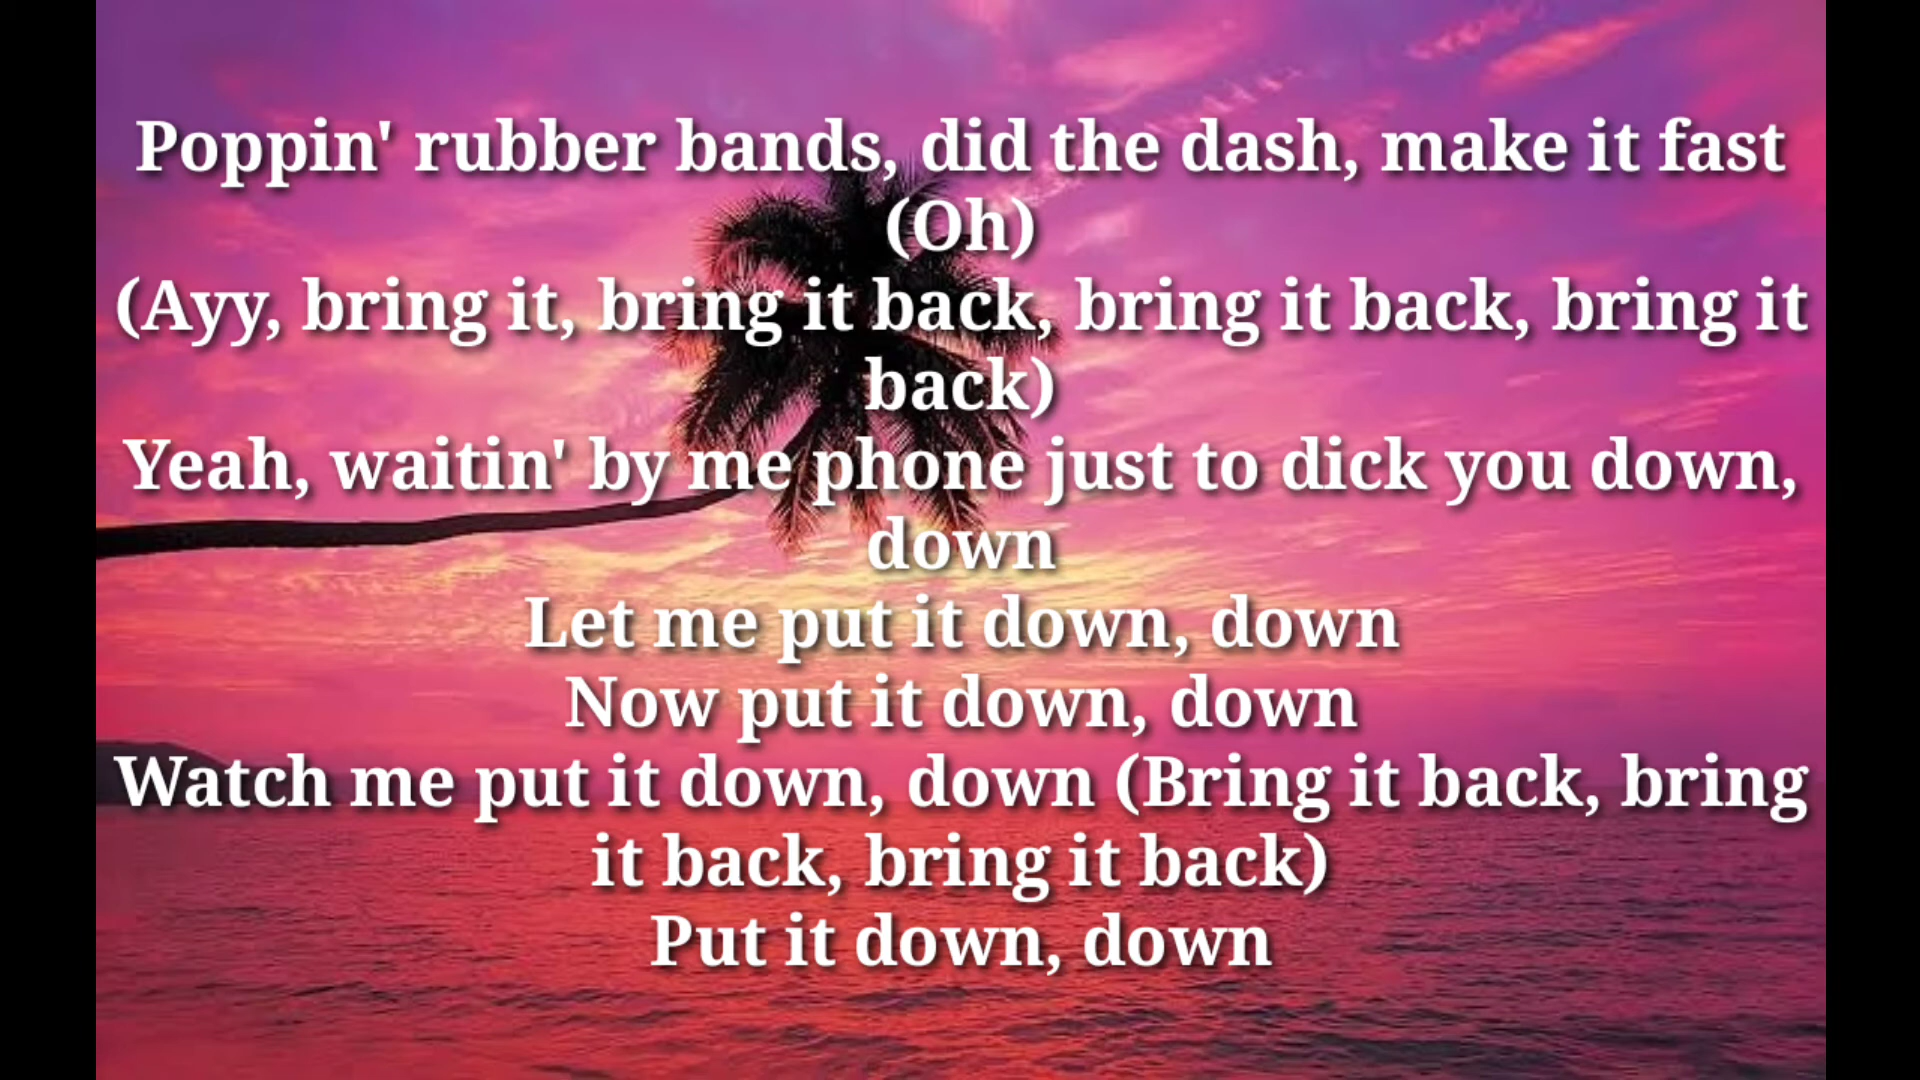 Poppin' rubber bands, did the dash, make it fast
(Oh)
(Ayy, bring it, bring it back, bring it back, bring it
back)
Yeah, waitin' by me phone just to dick you down,
down
Let me put it down, down
Now put it down, down
Watch me put it down, down (Bring it back, bring
it back, bring it back)
Put it down, down